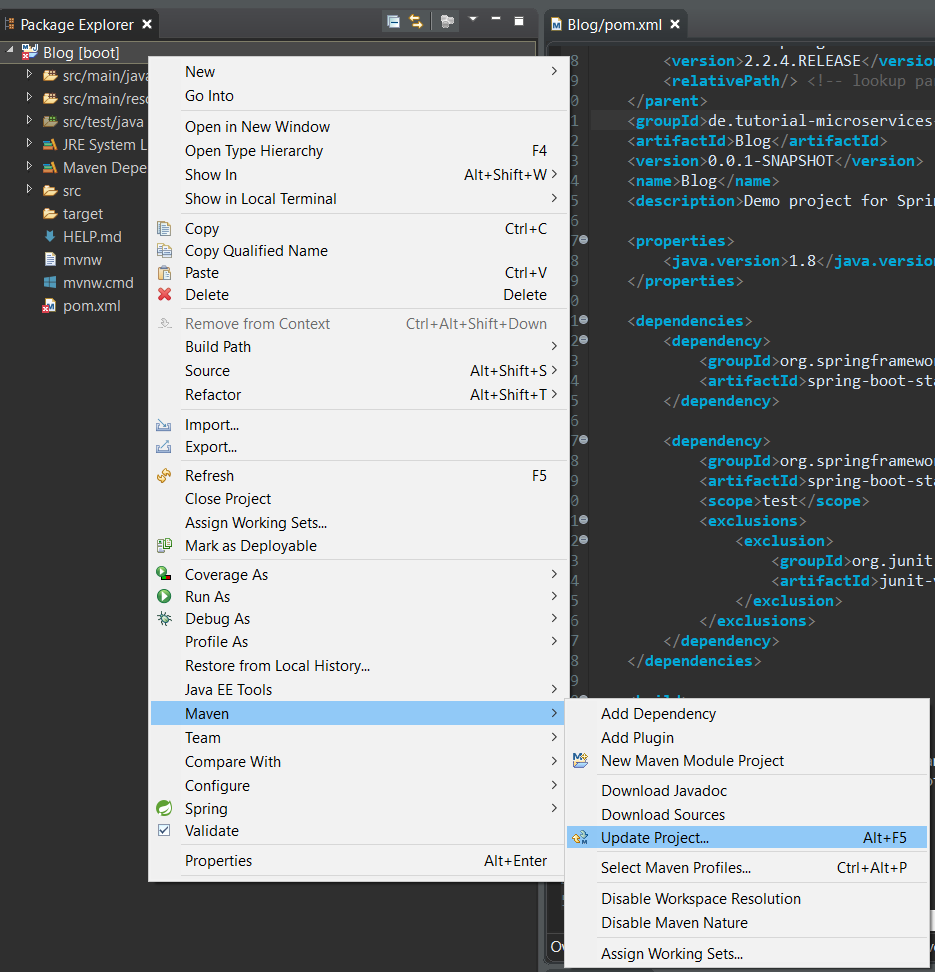 Package Explorer
Blog [boot]
src/main/java
src/main/reso
src/test/java
JRE System L
Maven Depe
src
target
HELP.md
mvnw
mvnw.cmd
pom.xml
New
Go Into
Open in New Window
Open Type Hierarchy F4
Show In Alt+Shift+W
Show in Local Terminal
Copy Ctrl+C
Copy Qualified Name
Paste Ctrl+V
Delete Delete
Remove from Context Ctrl+Alt+Shift+Down
Build Path
Source Alt+Shift+S
Refactor Alt+Shift+T
Import...
Export...
Refresh F5
Close Project
Assign Working Sets...
Mark as Deployable
Coverage As
Run As
Debug As
Profile As
Restore from Local History...
Java EE Tools
Maven
Team
Compare With
Configure
Spring
Validate
Properties Alt+Enter
Blog/pom.xml
8 <version>2.2.4.RELEASE</version
9 <relativePath/> <!-- lookup pa
0 </parent>
1 <groupId>de.tutorial-microservices
2 <artifactId>Blog</artifactId>
3 <version>0.0.1-SNAPSHOT</version>
4 <name>Blog</name>
5 <description>Demo project for Spri
6
7 <properties>
8 <java.version>1.8</java.versio
9 </properties>
0
1 <dependencies>
2 <dependency>
3 <groupId>org.springframewo
4 <artifactId>spring-boot-sta
5 </dependency>
6
7 <dependency>
8 <groupId>org.springframewo
9 <artifactId>spring-boot-sta
0 <scope>test</scope>
1 <exclusions>
2 <exclusion>
3 <groupId>org.junit
4 <artifactId>junit-v
5 </exclusion>
6 </exclusions>
7 </dependency>
8 </dependencies>
9
Add Dependency
Add Plugin
New Maven Module Project
Download Javadoc
Download Sources
Update Project... Alt+F5
Select Maven Profiles... Ctrl+Alt+P
Disable Workspace Resolution
Disable Maven Nature
Assign Working Sets...
Ov